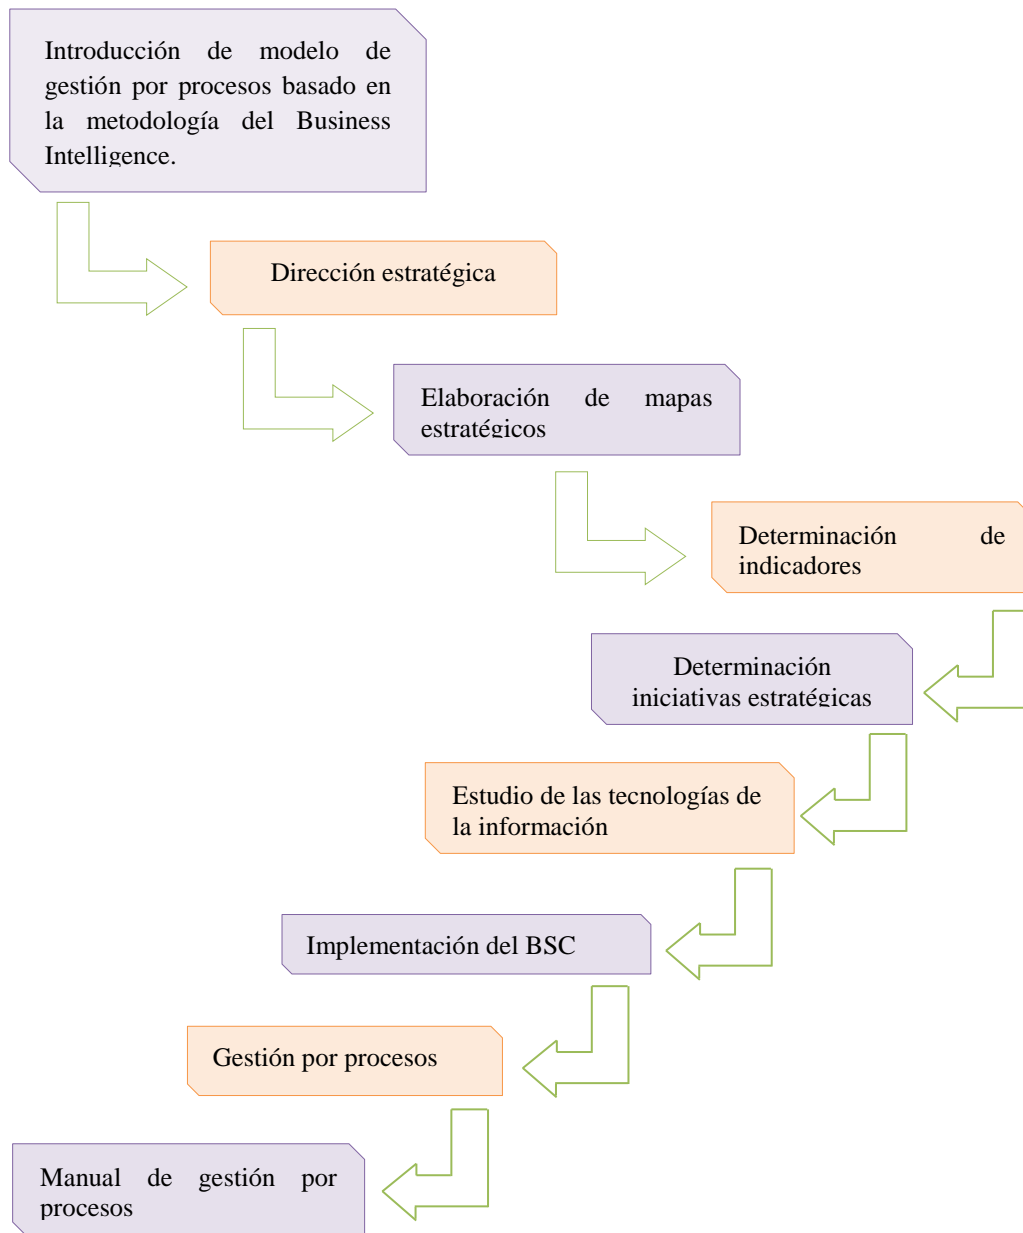 Introducción de modelo de
gestión por procesos basado en
la metodología del Business
Intelligence.
Dirección estratégica
Elaboración de mapas
estratégicos
Determinación de
indicadores
Determinación
iniciativas estratégicas
Estudio de las tecnologías de
la información
Implementación del BSC
Gestión por procesos
Manual de gestión por
procesos